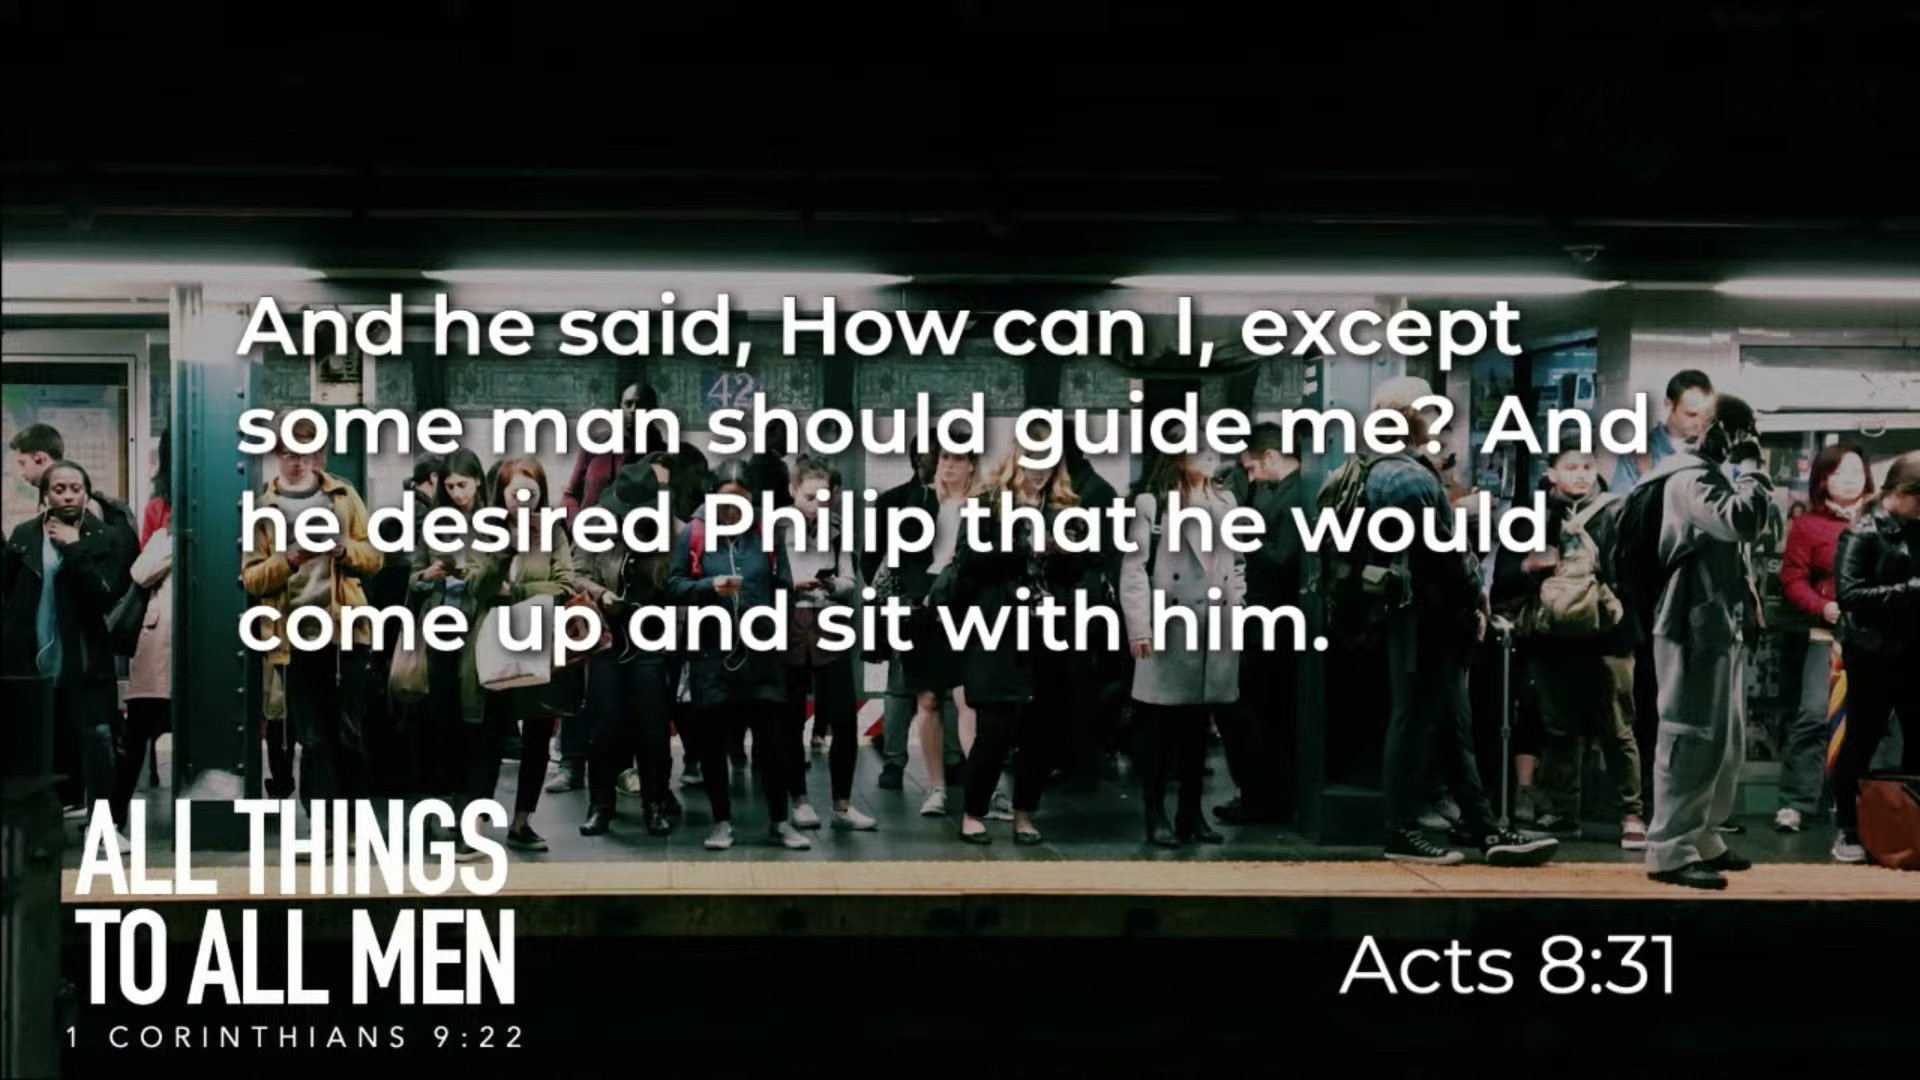 And he said, How can I, except
some man should guide me? And
he desired Philip that he would
come up and sit with him.
42
ALL THINGS
TO ALL MEN
1 CORINTHIANS 9:22
Acts 8:31